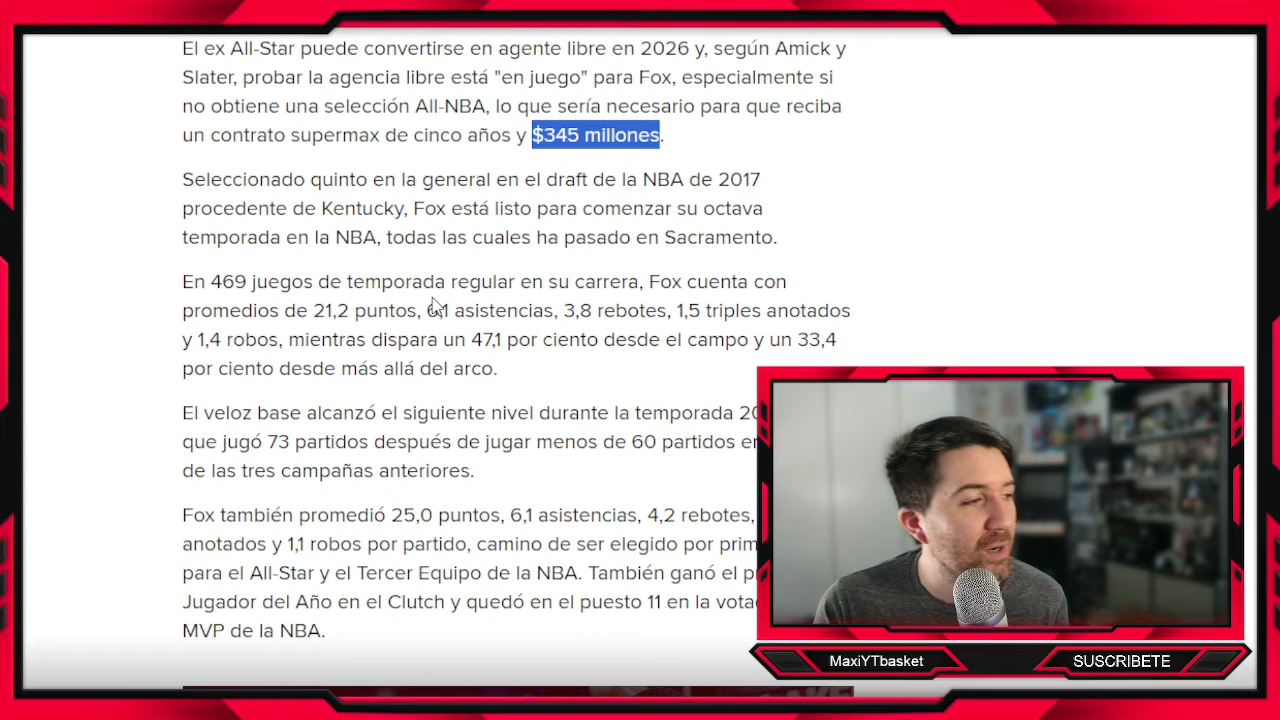 El ex All-Star puede convertirse en agente libre en 2026 y, según Amick y
Slater, probar la agencia libre está "en juego" para Fox, especialmente si
no obtiene una selección All-NBA, lo que sería necesario para que reciba
un contrato supermax de cinco años y $345 millones.
Seleccionado quinto en la general en el draft de la NBA de 2017
procedente de Kentucky, Fox está listo para comenzar su octava
temporada en la NBA, todas las cuales ha pasado en Sacramento.
En 469 juegos de temporada regular en su carrera, Fox cuenta con
promedios de 21,2 puntos, 6,1 asistencias, 3,8 rebotes, 1,5 triples anotados
y 1,4 robos, mientras dispara un 47,1 por ciento desde el campo y un 33,4
por ciento desde más allá del arco.
El veloz base alcanzó el siguiente nivel durante la temporada
que jugó 73 partidos después de jugar menos de 60 partidos
de las tres campañas anteriores.
Fox también promedió 25,0 puntos, 6,1 asistencias, 4,2 rebotes,
anotados y 1,1 robos por partido, camino de ser elegido por
para el All-Star y el Tercer Equipo de la NBA. También ganó el
Jugador del Año en el Clutch y quedó en el puesto 11 en la
MVP de la NBA.
MaxiYTbasket
SUSCRIBETE